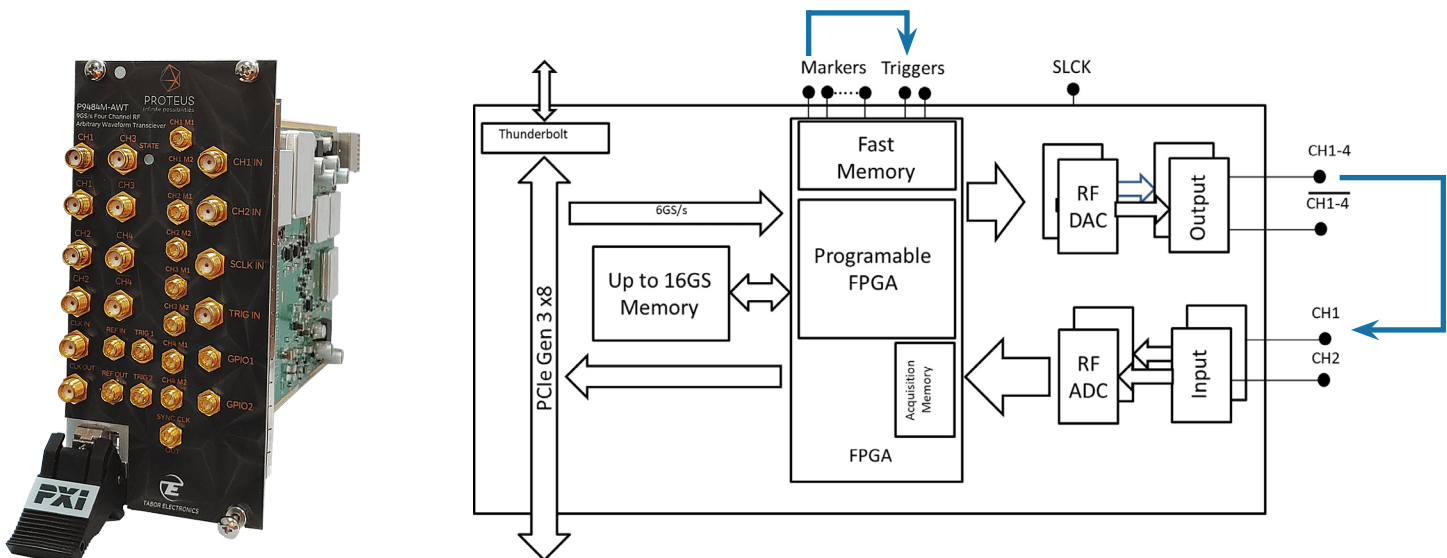 PROTEUS
Infinite possibilities
P9484M-AWT
9GS/s Four Channel RF
Arbitrary Waveform Transciever
CH1
CH3
STATE
CH1 M1
CH1 IN
CH1 M2
CH1
CH3
CH2 M1
CH2 IN
CH2
CH4
CH2 M2
SCLK IN
CH3 M1
CH2
CH4
CH3 M2
TRIG IN
CLK IN
REF IN
TRIG 1
CH4 M1
GPIO1
CLK OUT
REF OUT
TRIG 2
CH4 M2
GPIO2
SYNC CLK
OUT
PXI
TABOR ELECTRONICS
Markers
Triggers
SLCK
Thunderbolt
Fast
Memory
6GS/s
Programable
FPGA
Up to 16GS
Memory
PCIe Gen 3 x8
Acquisition
Memory
FPGA
RF
DAC
Output
CH1-4
CH1-4
RF
ADC
Input
CH1
CH2